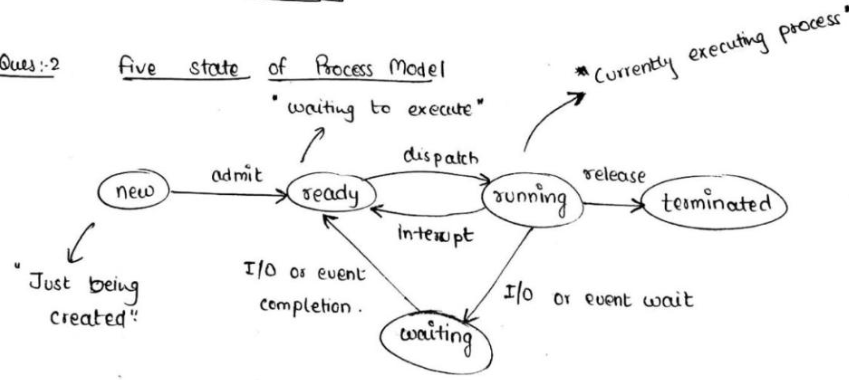 Ques:-2 five state of Process Model
"Currently executing process"
"waiting to execute"
dispatch
admit
release
new
ready
running
terminated
Interrupt
"Just being
created"
I/O or event
completion.
I/O or event wait
waiting